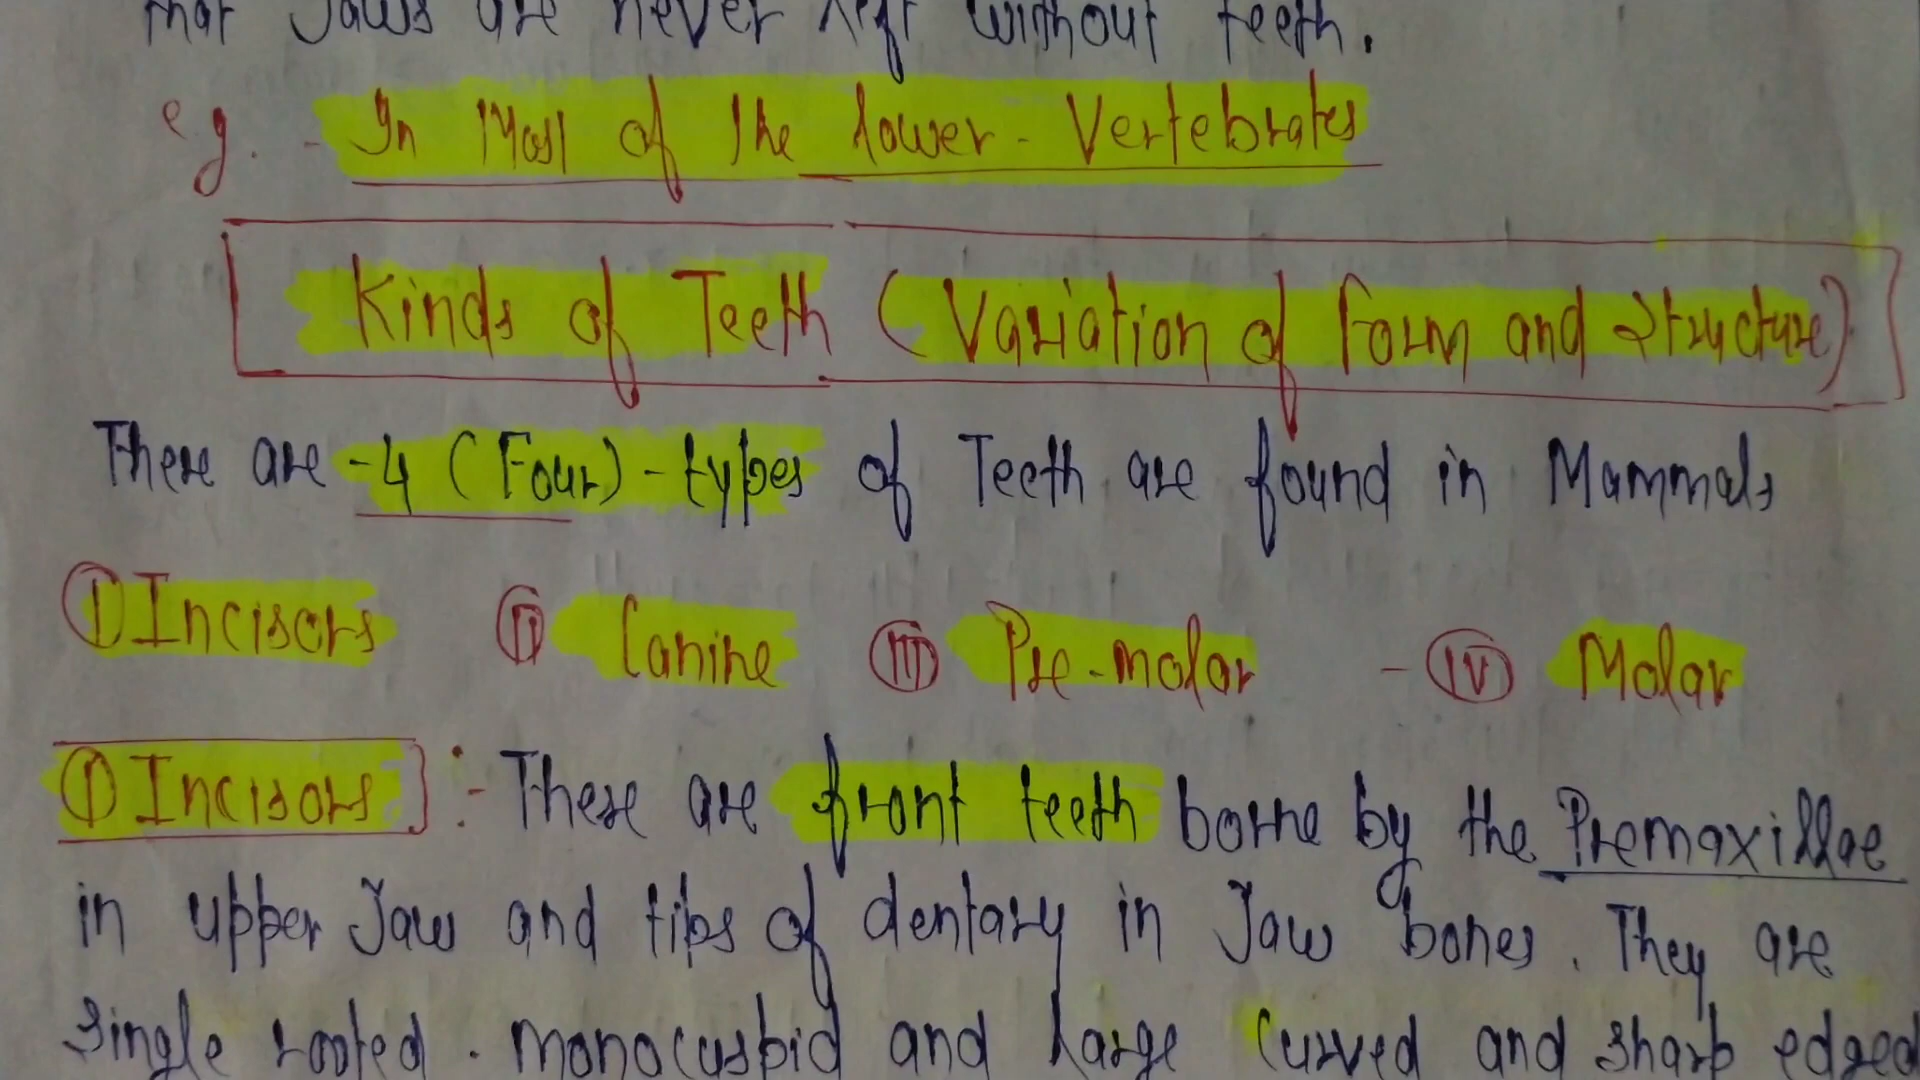 that Jaws are never left without teeth.
e.g. - In Most of the lower - Vertebrates
Kinds of Teeth (Variation of Form and Structure)
There are - 4 (Four) - types of Teeth are found in Mammals
(I) Incisors (II) Canine (III) Pre-molar - (IV) Molar
(I) Incisors ] :- These are front teeth borne by the Premaxillae
in upper Jaw and tips of dentary in Jaw bones. They are
single rooted. monocuspid and large curved and sharp edged